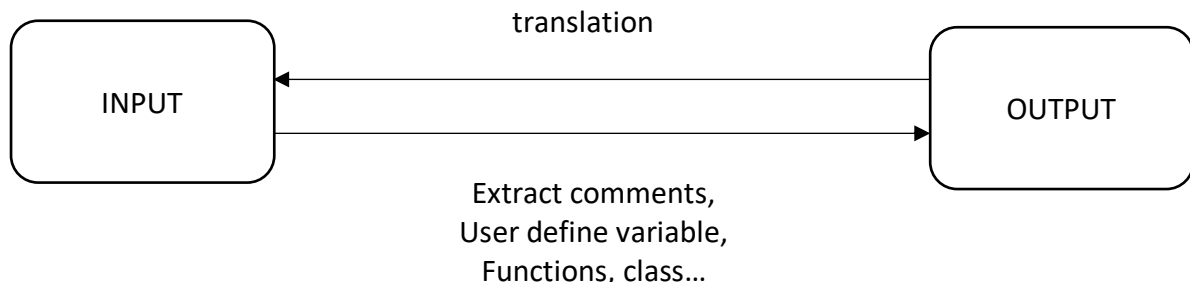 translation
INPUT
OUTPUT
Extract comments,
User define variable,
Functions, class…